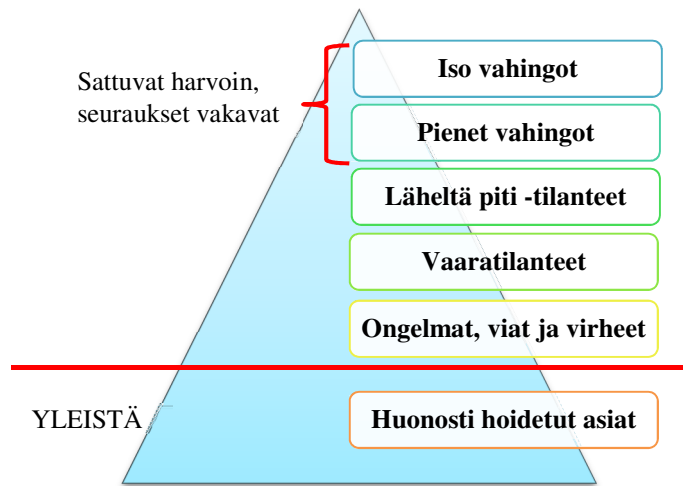 Iso vahingot
Sattuvat harvoin,
seuraukset vakavat
Pienet vahingot
Läheltä piti -tilanteet
Vaaratilanteet
Ongelmat, viat ja virheet
YLEISTÄ
Huonosti hoidetut asiat